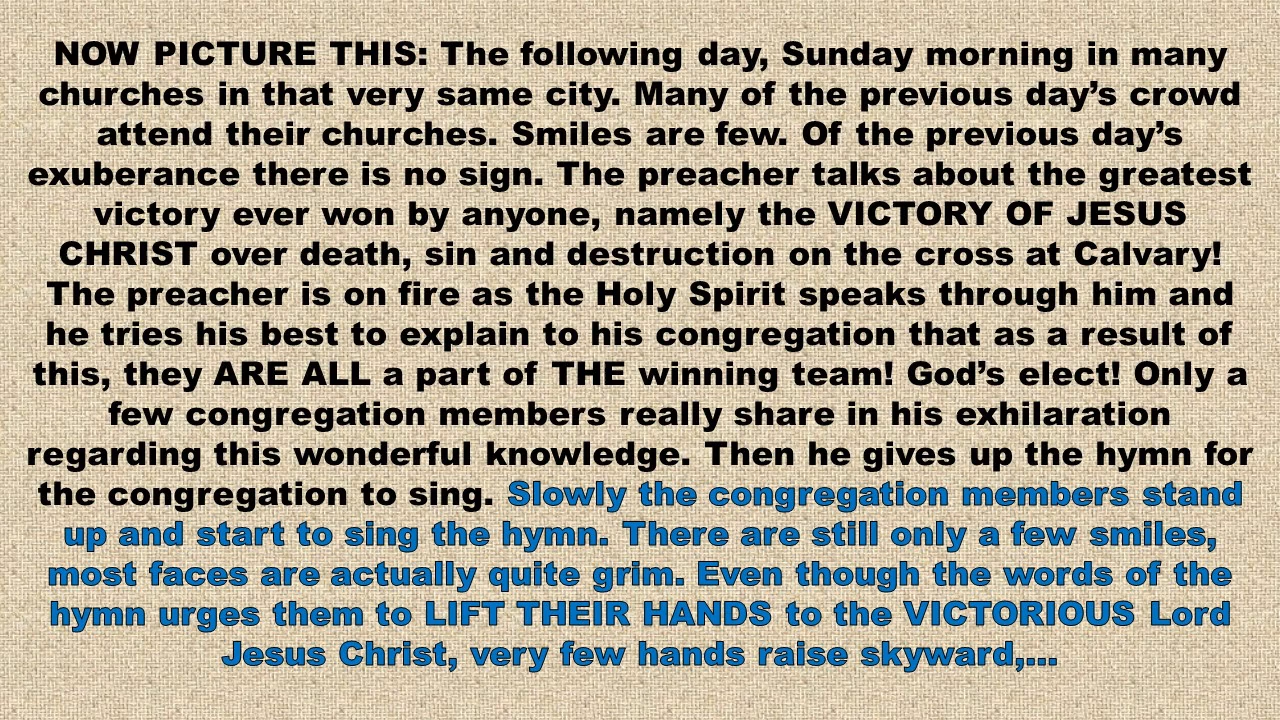 NOW PICTURE THIS: The following day, Sunday morning in many
churches in that very same city. Many of the previous day’s crowd
attend their churches. Smiles are few. Of the previous day’s
exuberance there is no sign. The preacher talks about the greatest
victory ever won by anyone, namely the VICTORY OF JESUS
CHRIST over death, sin and destruction on the cross at Calvary!
The preacher is on fire as the Holy Spirit speaks through him and
he tries his best to explain to his congregation that as a result of
this, they ARE ALL a part of THE winning team! God’s elect! Only a
few congregation members really share in his exhilaration
regarding this wonderful knowledge. Then he gives up the hymn for
the congregation to sing. Slowly the congregation members stand
up and start to sing the hymn. There are still only a few smiles,
most faces are actually quite grim. Even though the words of the
hymn urges them to LIFT THEIR HANDS to the VICTORIOUS Lord
Jesus Christ, very few hands raise skyward,...